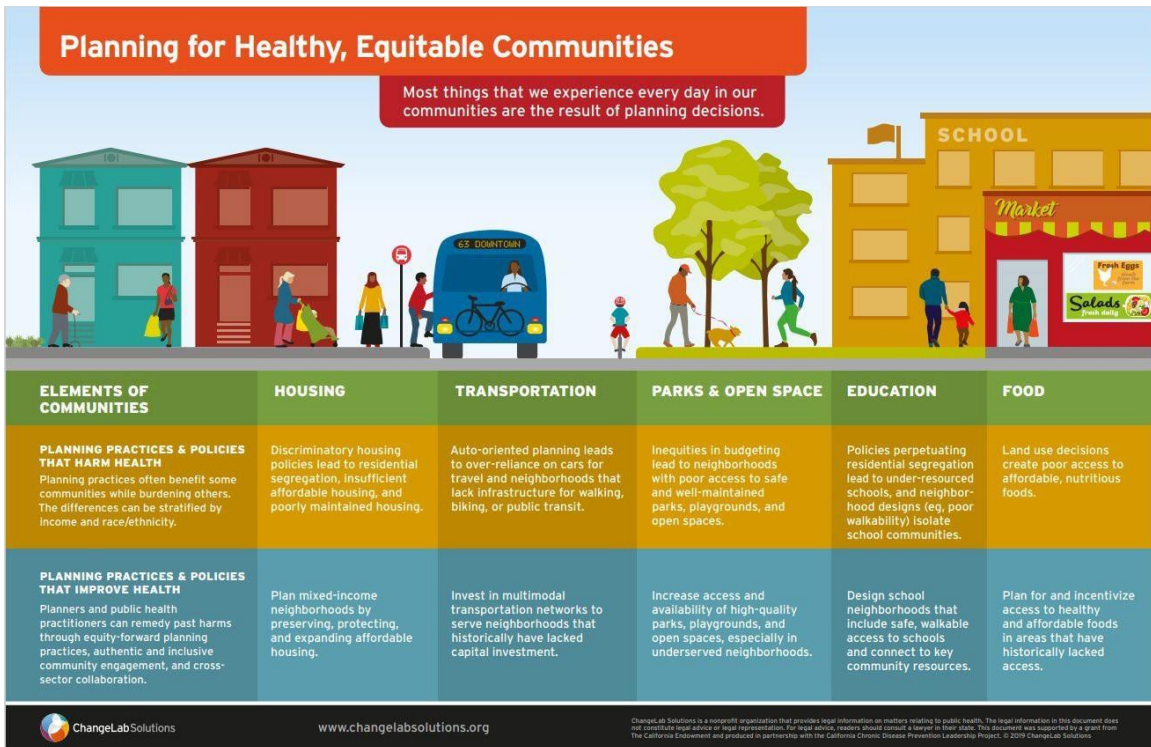 Planning for Healthy, Equitable Communities
Most things that we experience every day in our
communities are the result of planning decisions.
SCHOOL
Market
63 DOWNTOWN
Fresh Eggs
Salads
fresh daily
ELEMENTS OF
COMMUNITIES
HOUSING
TRANSPORTATION
PARKS & OPEN SPACE
EDUCATION
FOOD
PLANNING PRACTICES & POLICIES
THAT HARM HEALTH
Planning practices often benefit some
communities while burdening others.
The differences can be stratified by
income and race/ethnicity.
Discriminatory housing
policies lead to residential
segregation, insufficient
affordable housing, and
poorly maintained housing.
Auto-oriented planning leads
to over-reliance on cars for
travel and neighborhoods that
lack infrastructure for walking,
biking, or public transit.
Inequities in budgeting
lead to neighborhoods
with poor access to safe
and well-maintained
parks, playgrounds, and
open spaces.
Policies perpetuating
residential segregation
lead to under-resourced
schools, and neighbor-
hood designs (eg, poor
walkability) isolate
school communities.
Land use decisions
create poor access to
affordable, nutritious
foods.
PLANNING PRACTICES & POLICIES
THAT IMPROVE HEALTH
Planners and public health
practitioners can remedy past harms
through equity-forward planning
practices, authentic and inclusive
community engagement, and cross-
sector collaboration.
Plan mixed-income
neighborhoods by
preserving, protecting,
and expanding affordable
housing.
Invest in multimodal
transportation networks to
serve neighborhoods that
historically have lacked
capital investment.
Increase access and
availability of high-quality
parks, playgrounds, and
open spaces, especially in
underserved neighborhoods.
Design school
neighborhoods that
include safe, walkable
access to schools
and connect to key
community resources.
Plan for and incentivize
access to healthy
and affordable foods
in areas that have
historically lacked
access.
ChangeLabSolutions
www.changelabsolutions.org
ChangeLab Solutions is a nonprofit organization that provides legal information on matters relating to public health. The legal information in this document does
not constitute legal advice or legal representation. For legal advice, readers should consult a lawyer in their state. This document was supported by a grant from
The California Endowment and produced in partnership with the California Chronic Disease Prevention Leadership Project. © 2019 ChangeLab Solutions